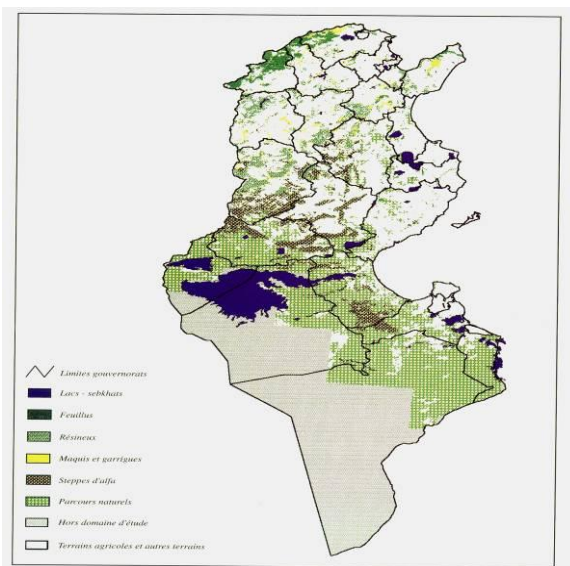 Limites gouvernorats
Lacs - sebkhats
Feuillus
Résineux
Maquis et garrigues
Steppes d'alfa
Parcours naturels
Hors domaine d'étude
Terrains agricoles et autres terrains